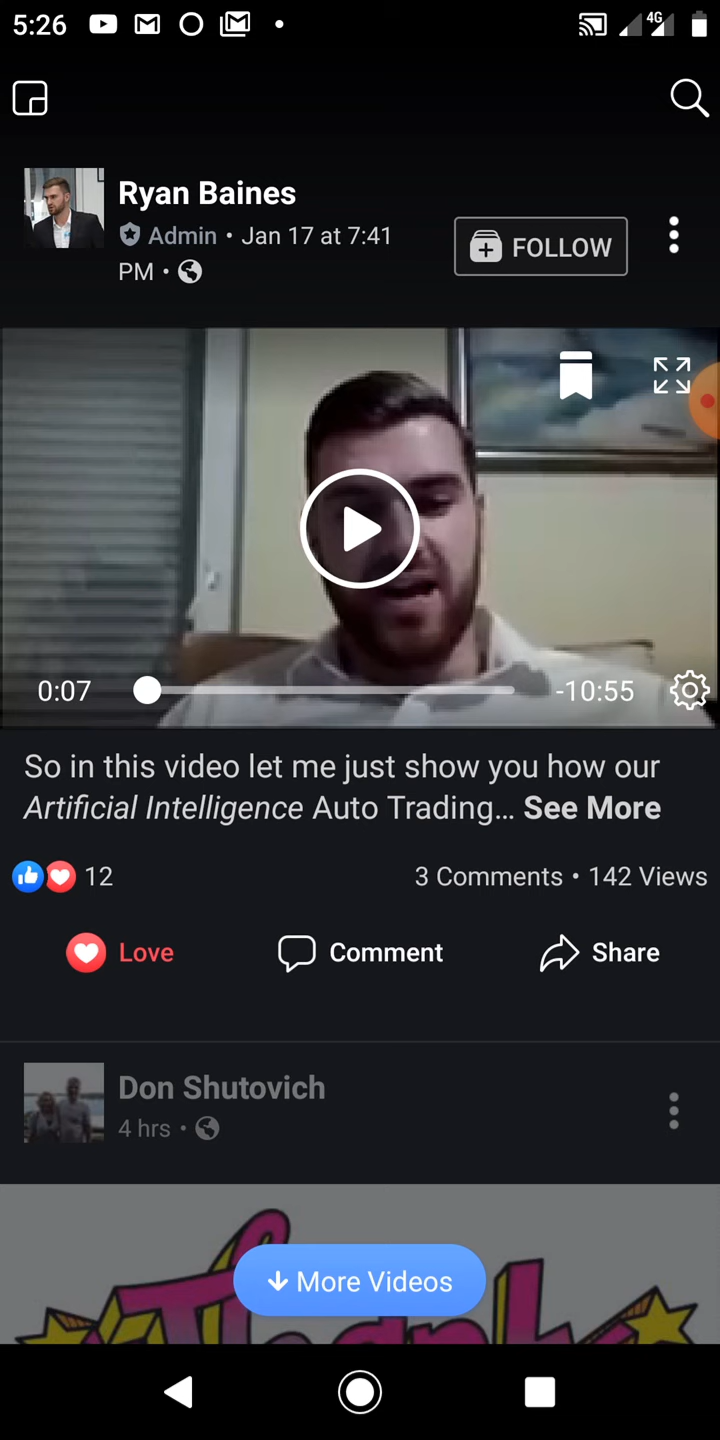 5:26
4G
Ryan Baines
Admin • Jan 17 at 7:41
PM •
FOLLOW
0:07
-10:55
So in this video let me just show you how our
Artificial Intelligence Auto Trading... See More
12
3 Comments • 142 Views
Love
Comment
Share
Don Shutovich
4 hrs •
More Videos
Thank